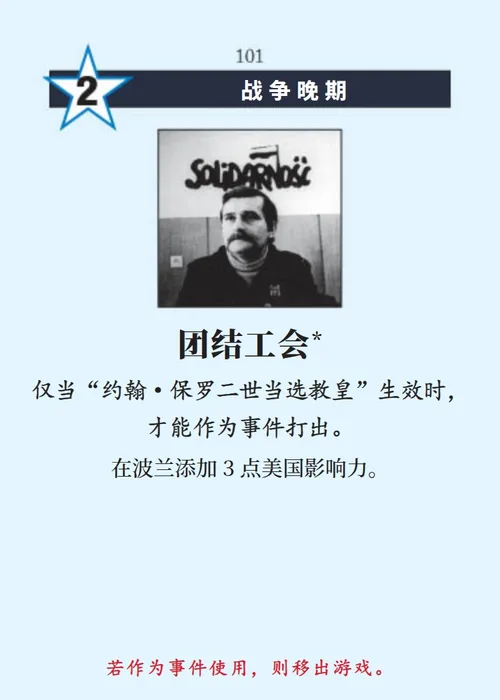 101
2
战争晚期
SOLIDARNOŚĆ
团结工会*
仅当“约翰·保罗二世当选教皇”生效时，
才能作为事件打出。
在波兰添加 3 点美国影响力。
若作为事件使用，则移出游戏。